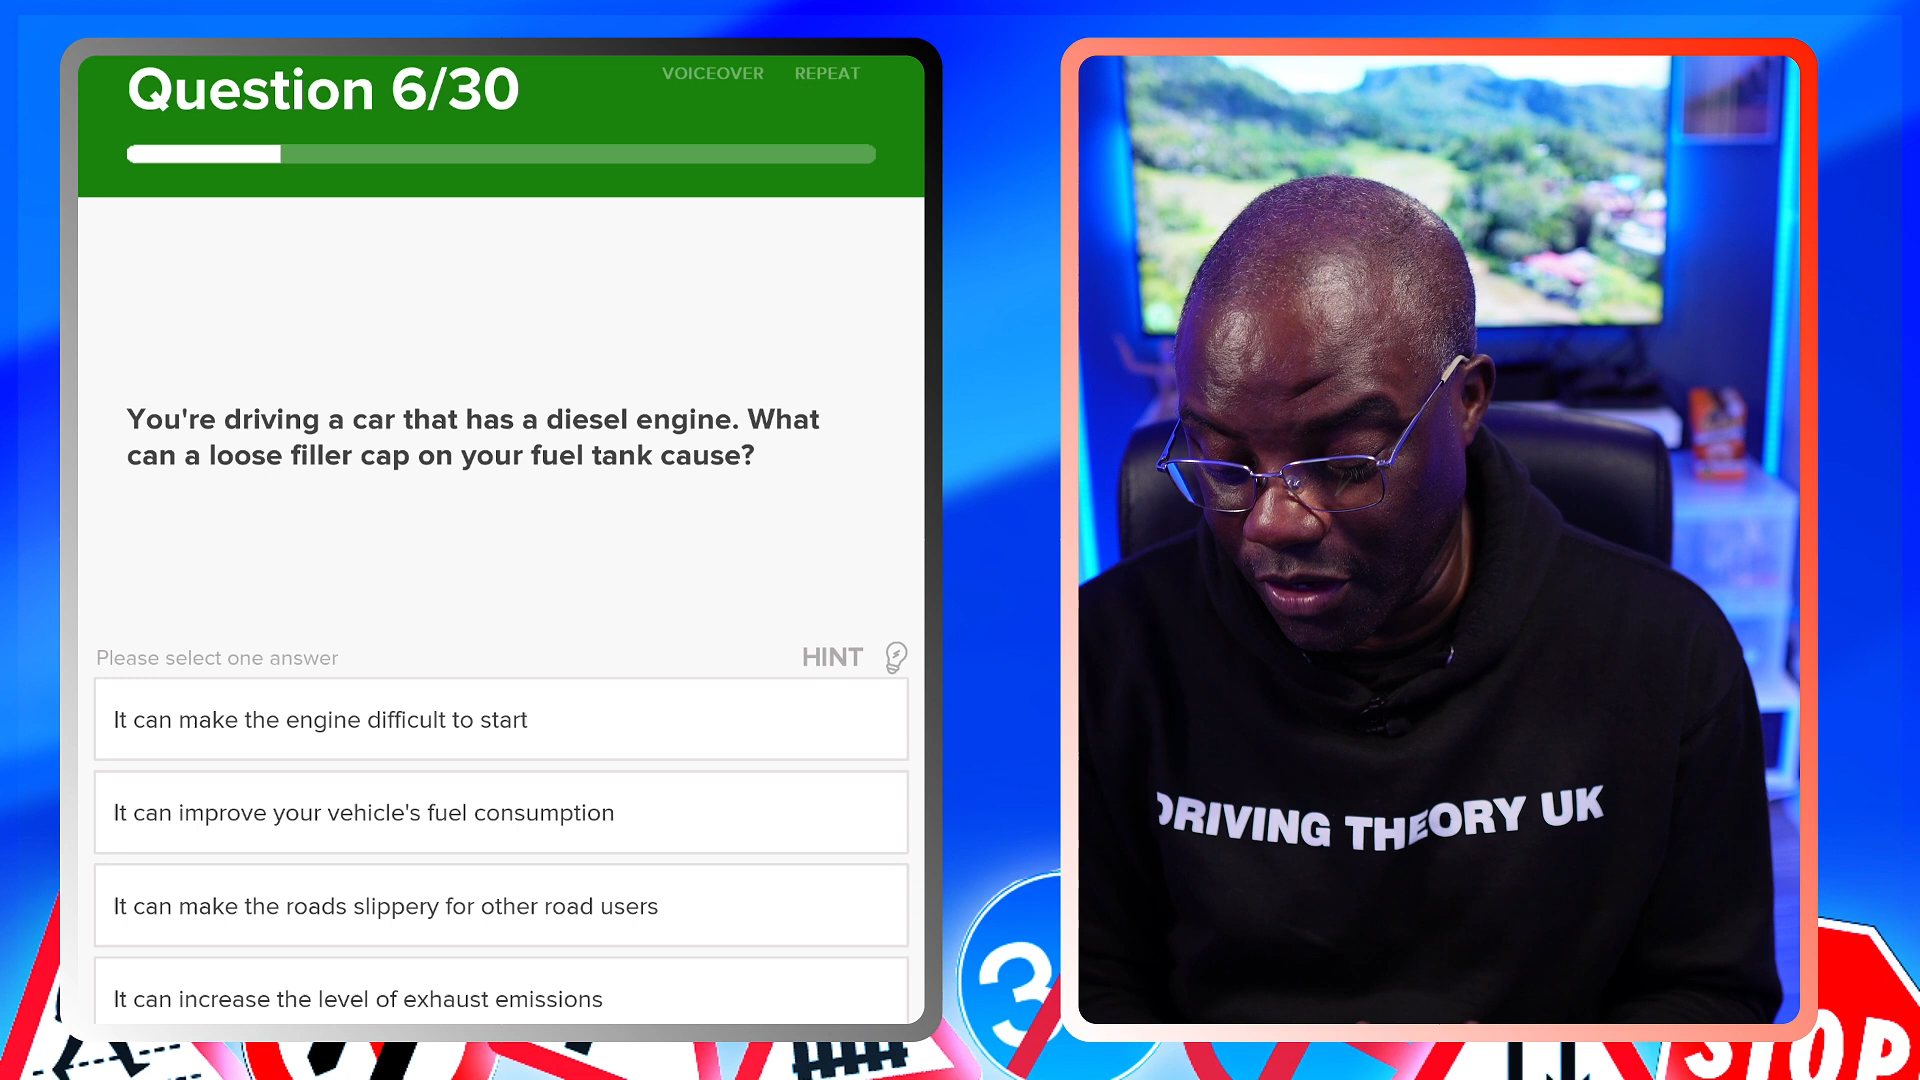 Question 6/30
VOICEOVER REPEAT
You're driving a car that has a diesel engine. What
can a loose filler cap on your fuel tank cause?
Please select one answer
HINT
It can make the engine difficult to start
It can improve your vehicle's fuel consumption
It can make the roads slippery for other road users
It can increase the level of exhaust emissions
DRIVING THEORY UK
3
STOP